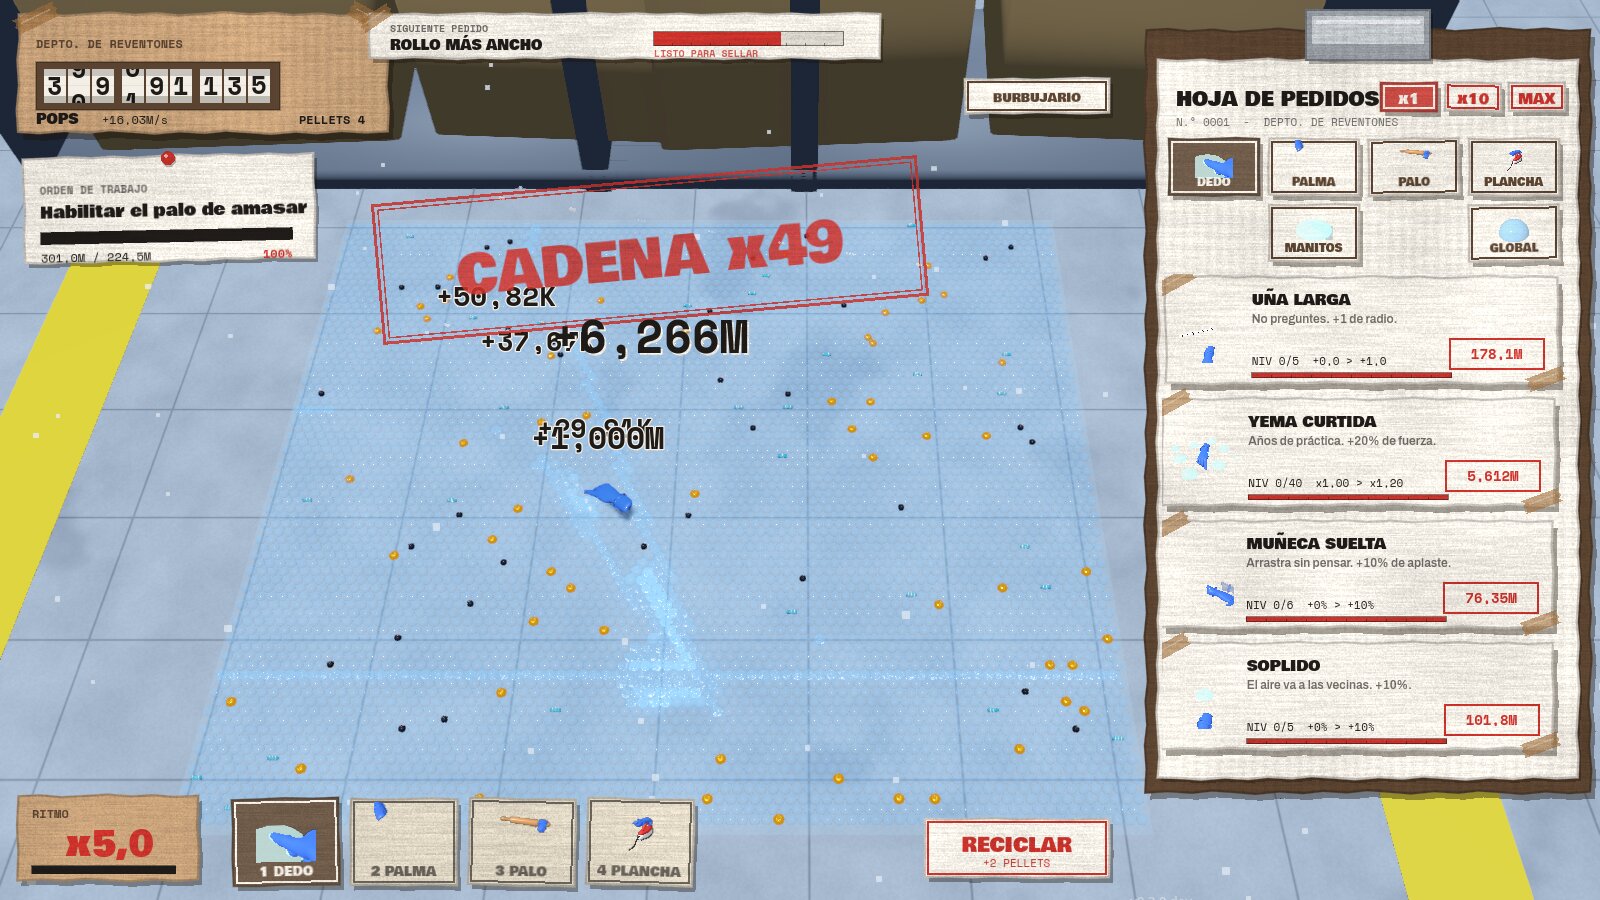 DEPTO. DE REVENTONES
POPS +16,03M/s PELLETS 4
SIGUIENTE PEDIDO
ROLLO MÁS ANCHO
LISTO PARA SELLAR
BURBUJARIO
ORDEN DE TRABAJO
Habilitar el palo de amasar
301,0M / 224,5M 100%
CADENA x49
+50,82K
+6,266M
+1,000M
HOJA DE PEDIDOS x1 x10 MAX
N.° 0001 - DEPTO. DE REVENTONES
DEDO PALMA PALO PLANCHA
MANITOS GLOBAL
UÑA LARGA
No preguntes. +1 de radio.
NIV 0/5 +0,0 > +1,0 178,1M
YEMA CURTIDA
Años de práctica. +20% de fuerza.
NIV 0/40 x1,00 > x1,20 5,612M
MUÑECA SUELTA
Arrastra sin pensar. +10% de aplaste.
NIV 0/6 +0% > +10% 76,35M
SOPLIDO
El aire va a las vecinas. +10%.
NIV 0/5 +0% > +10% 101,8M
RITMO
x5,0
1 DEDO 2 PALMA 3 PALO 4 PLANCHA
RECICLAR
+2 PELLETS